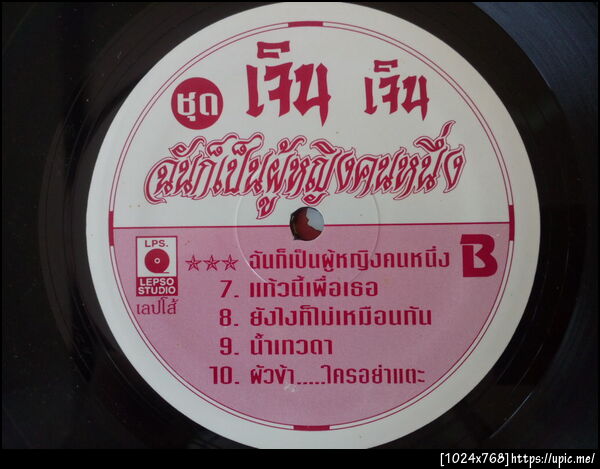 ชุด เจิน เจิน
ฉันก็เป็นผู้หญิงคนหนึ่ง
LPS.
LEPSO
STUDIO
เลปโส้
*** ฉันก็เป็นผู้หญิงคนหนึ่ง B
7. แก้วนี้เพื่อเธอ
8. ยังไงก็ไม่เหมือนกัน
9. น้ำเทวดา
10. ผัวข้า.....ใครอย่าแตะ
[1024x768]https://upic.me/